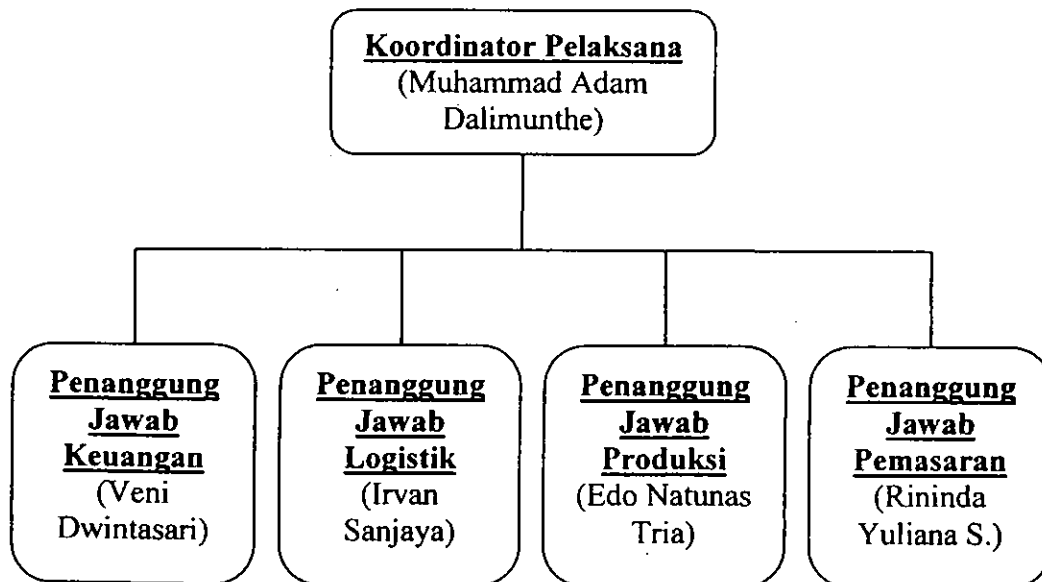 Koordinator Pelaksana
(Muhammad Adam
Dalimunthe)
Penanggung
Jawab
Keuangan
(Veni
Dwintasari)
Penanggung
Jawab
Logistik
(Irvan
Sanjaya)
Penanggung
Jawab
Produksi
(Edo Natunas
Tria)
Penanggung
Jawab
Pemasaran
(Rininda
Yuliana S.)